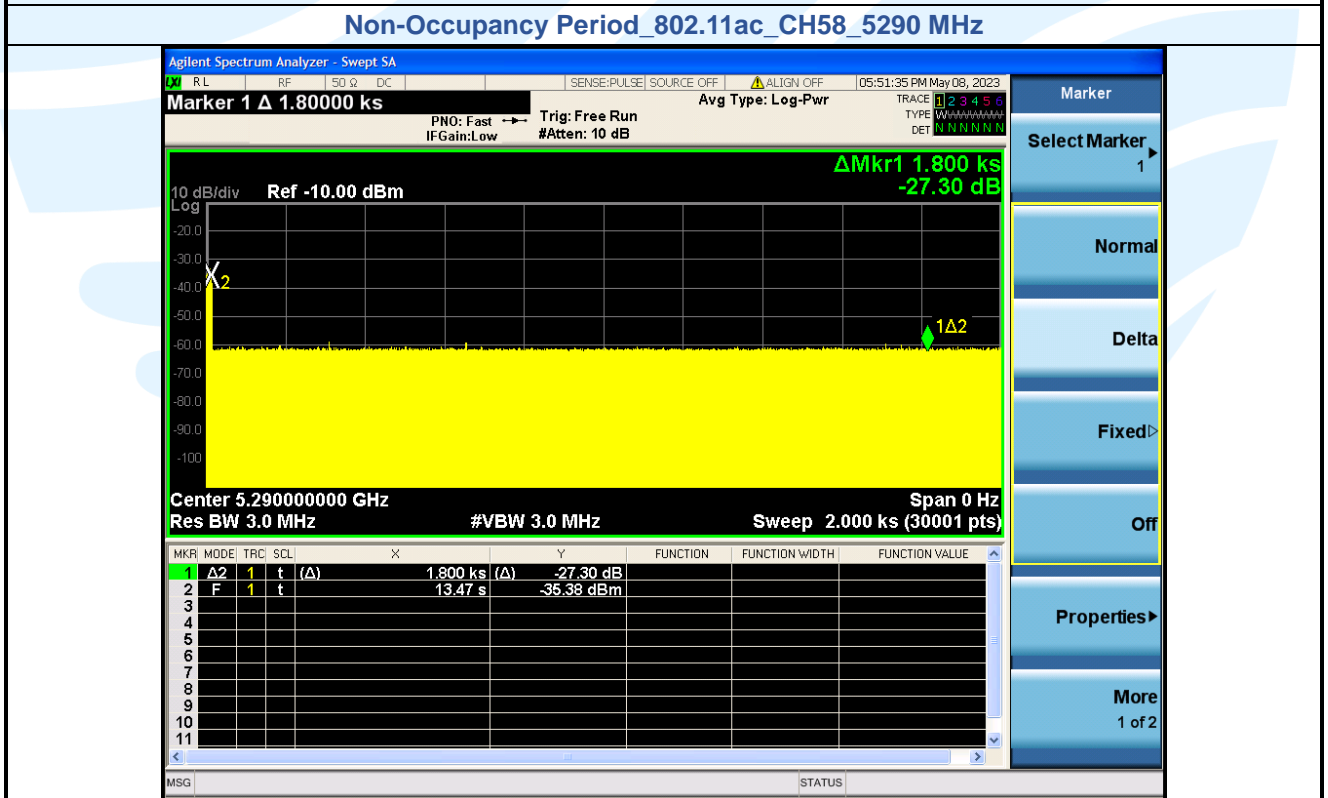 Non-Occupancy Period_802.11ac_CH58_5290 MHz
Agilent Spectrum Analyzer - Swept SA
LXI RL RF 50 Ω DC SENSE:PULSE SOURCE OFF ALIGN OFF 05:51:35 PM May 08, 2023
Marker 1 Δ 1.80000 ks
Avg Type: Log-Pwr
TRACE 1 2 3 4 5 6
TYPE WWWWWW
DET N N N N N N
PNO: Fast
IFGain:Low
Trig: Free Run
#Atten: 10 dB
ΔMkr1 1.800 ks
-27.30 dB
10 dB/div Ref -10.00 dBm
Log
-20.0
-30.0
-40.0
-50.0
-60.0
-70.0
-80.0
-90.0
-100
2
1Δ2
Center 5.290000000 GHz Span 0 Hz
Res BW 3.0 MHz #VBW 3.0 MHz Sweep 2.000 ks (30001 pts)
MKR MODE TRC SCL X Y FUNCTION FUNCTION WIDTH FUNCTION VALUE
1 Δ2 1 t (Δ) 1.800 ks (Δ) -27.30 dB
2 F 1 t 13.47 s -35.38 dBm
3
4
5
6
7
8
9
10
11
MSG STATUS
Marker
Select Marker
1
Normal
Delta
Fixed
Off
Properties
More
1 of 2